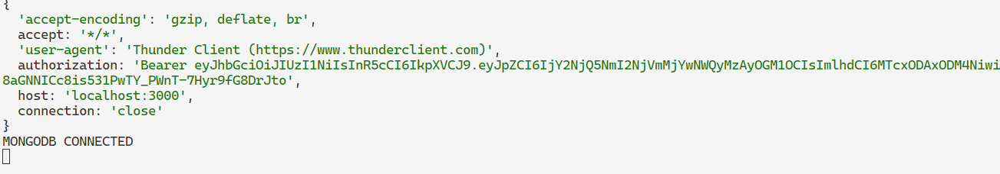 {
'accept-encoding': 'gzip, deflate, br',
accept: '*/*',
'user-agent': 'Thunder Client (https://www.thunderclient.com)',
authorization: 'Bearer eyJhbGciOiJIUzI1NiIsInR5cCI6IkpXVCJ9.eyJpZCI6IjY2NjQ5NmI2NjVmMjYwNWQyMzAyOGM1OCIsImlhdCI6MTcxODAxODM4Niwi
8aGNNICc8is531PwTY_PWnT-7Hyr9fG8DrJto',
host: 'localhost:3000',
connection: 'close'
}
MONGODB CONNECTED